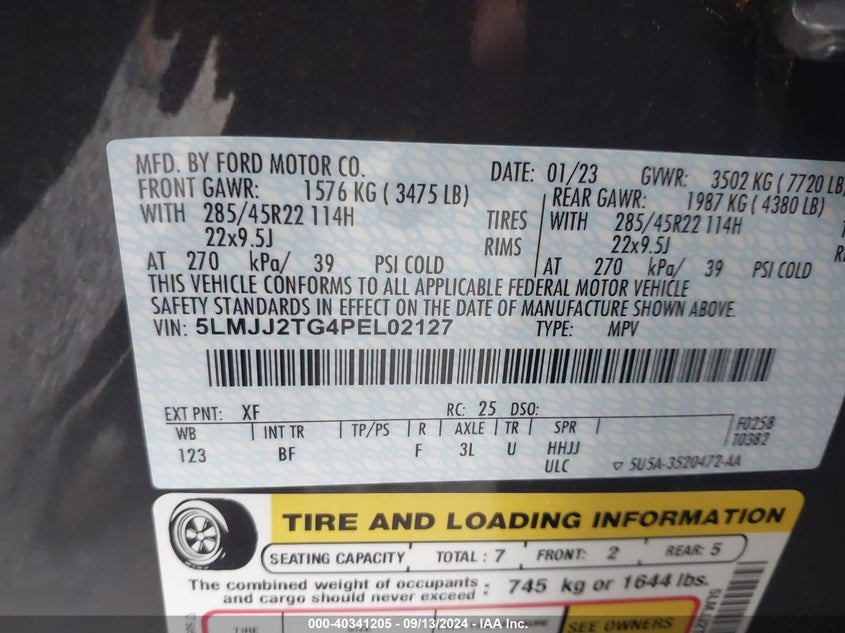 MFD. BY FORD MOTOR CO. DATE: 01/23 GVWR: 3502 KG ( 7720 LB
FRONT GAWR: 1576 KG ( 3475 LB) REAR GAWR: 1987 KG ( 4380 LB)
WITH 285/45R22 114H TIRES WITH 285/45R22 114H
22x9.5J RIMS 22x9.5J
AT 270 kPa/ 39 PSI COLD AT 270 kPa/ 39 PSI COLD
THIS VEHICLE CONFORMS TO ALL APPLICABLE FEDERAL MOTOR VEHICLE
SAFETY STANDARDS IN EFFECT ON THE DATE OF MANUFACTURE SHOWN ABOVE.
VIN: 5LMJJ2TG4PEL02127 TYPE: MPV
EXT PNT: XF RC: 25 DSO:
WB INT TR TP/PS R AXLE TR SPR F0258
123 BF F 3L U HHJJ T0382
ULC 5U5A-3520472-AA
TIRE AND LOADING INFORMATION
SEATING CAPACITY TOTAL : 7 FRONT: 2 REAR: 5
The combined weight of occupants and cargo should never exceed : 745 kg or 1644 lbs.
TIRE SEE OWNERS
000-40341205 - 09/13/2024 - IAA Inc.